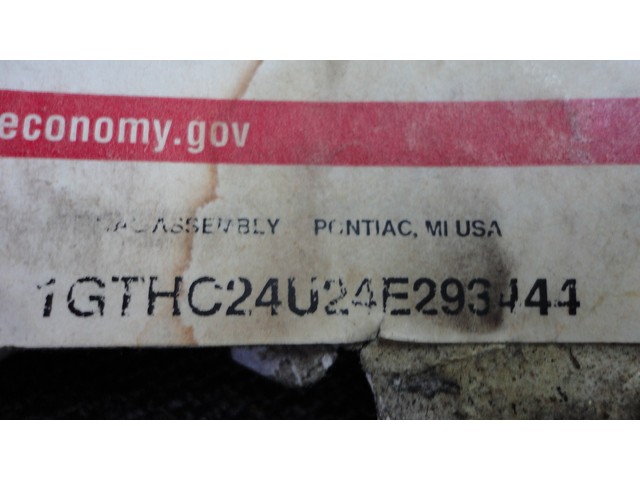 economy.gov
ASSEMBLY PONTIAC, MI USA
1GTHC24U24E293444